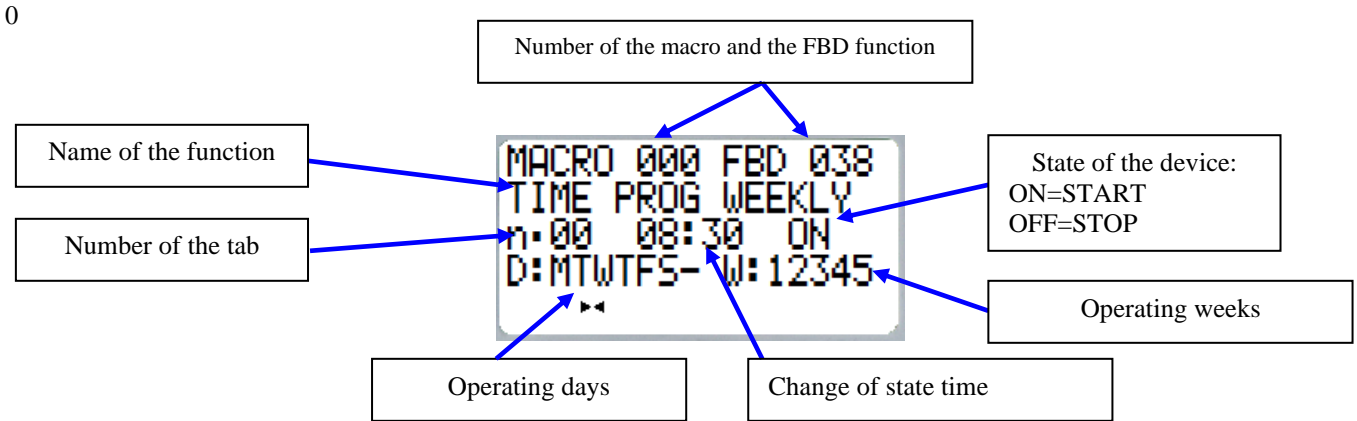 0
Number of the macro and the FBD function
Name of the function
Number of the tab
MACRO 000 FBD 038
TIME PROG WEEKLY
n:00 08:30 ON
D:MTWTFS- W:12345
State of the device:
ON=START
OFF=STOP
Operating weeks
Operating days
Change of state time